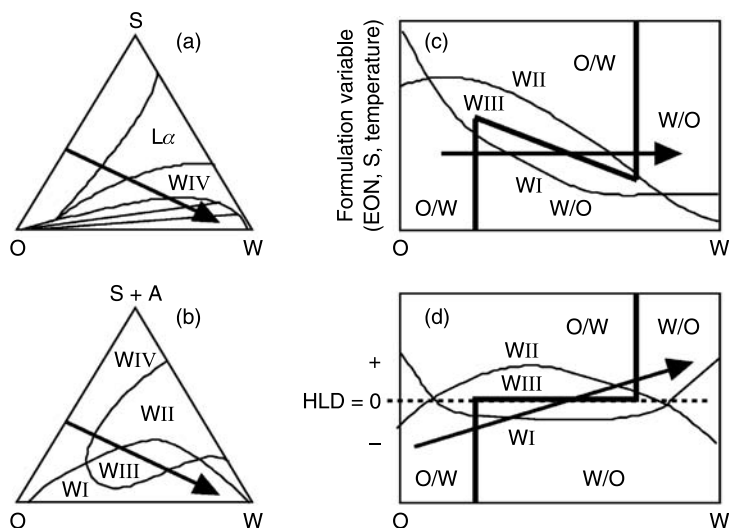 S
(a)
Lα
WIV
O
W
S + A
(b)
WIV
WII
WIII
WI
O
W
Formulation variable
(EON, S, temperature)
(c)
O/W
WII
WIII
W/O
WI
O/W
W/O
O
W
(d)
O/W
W/O
+
WII
WIII
HLD = 0
–
WI
O/W
W/O
O
W